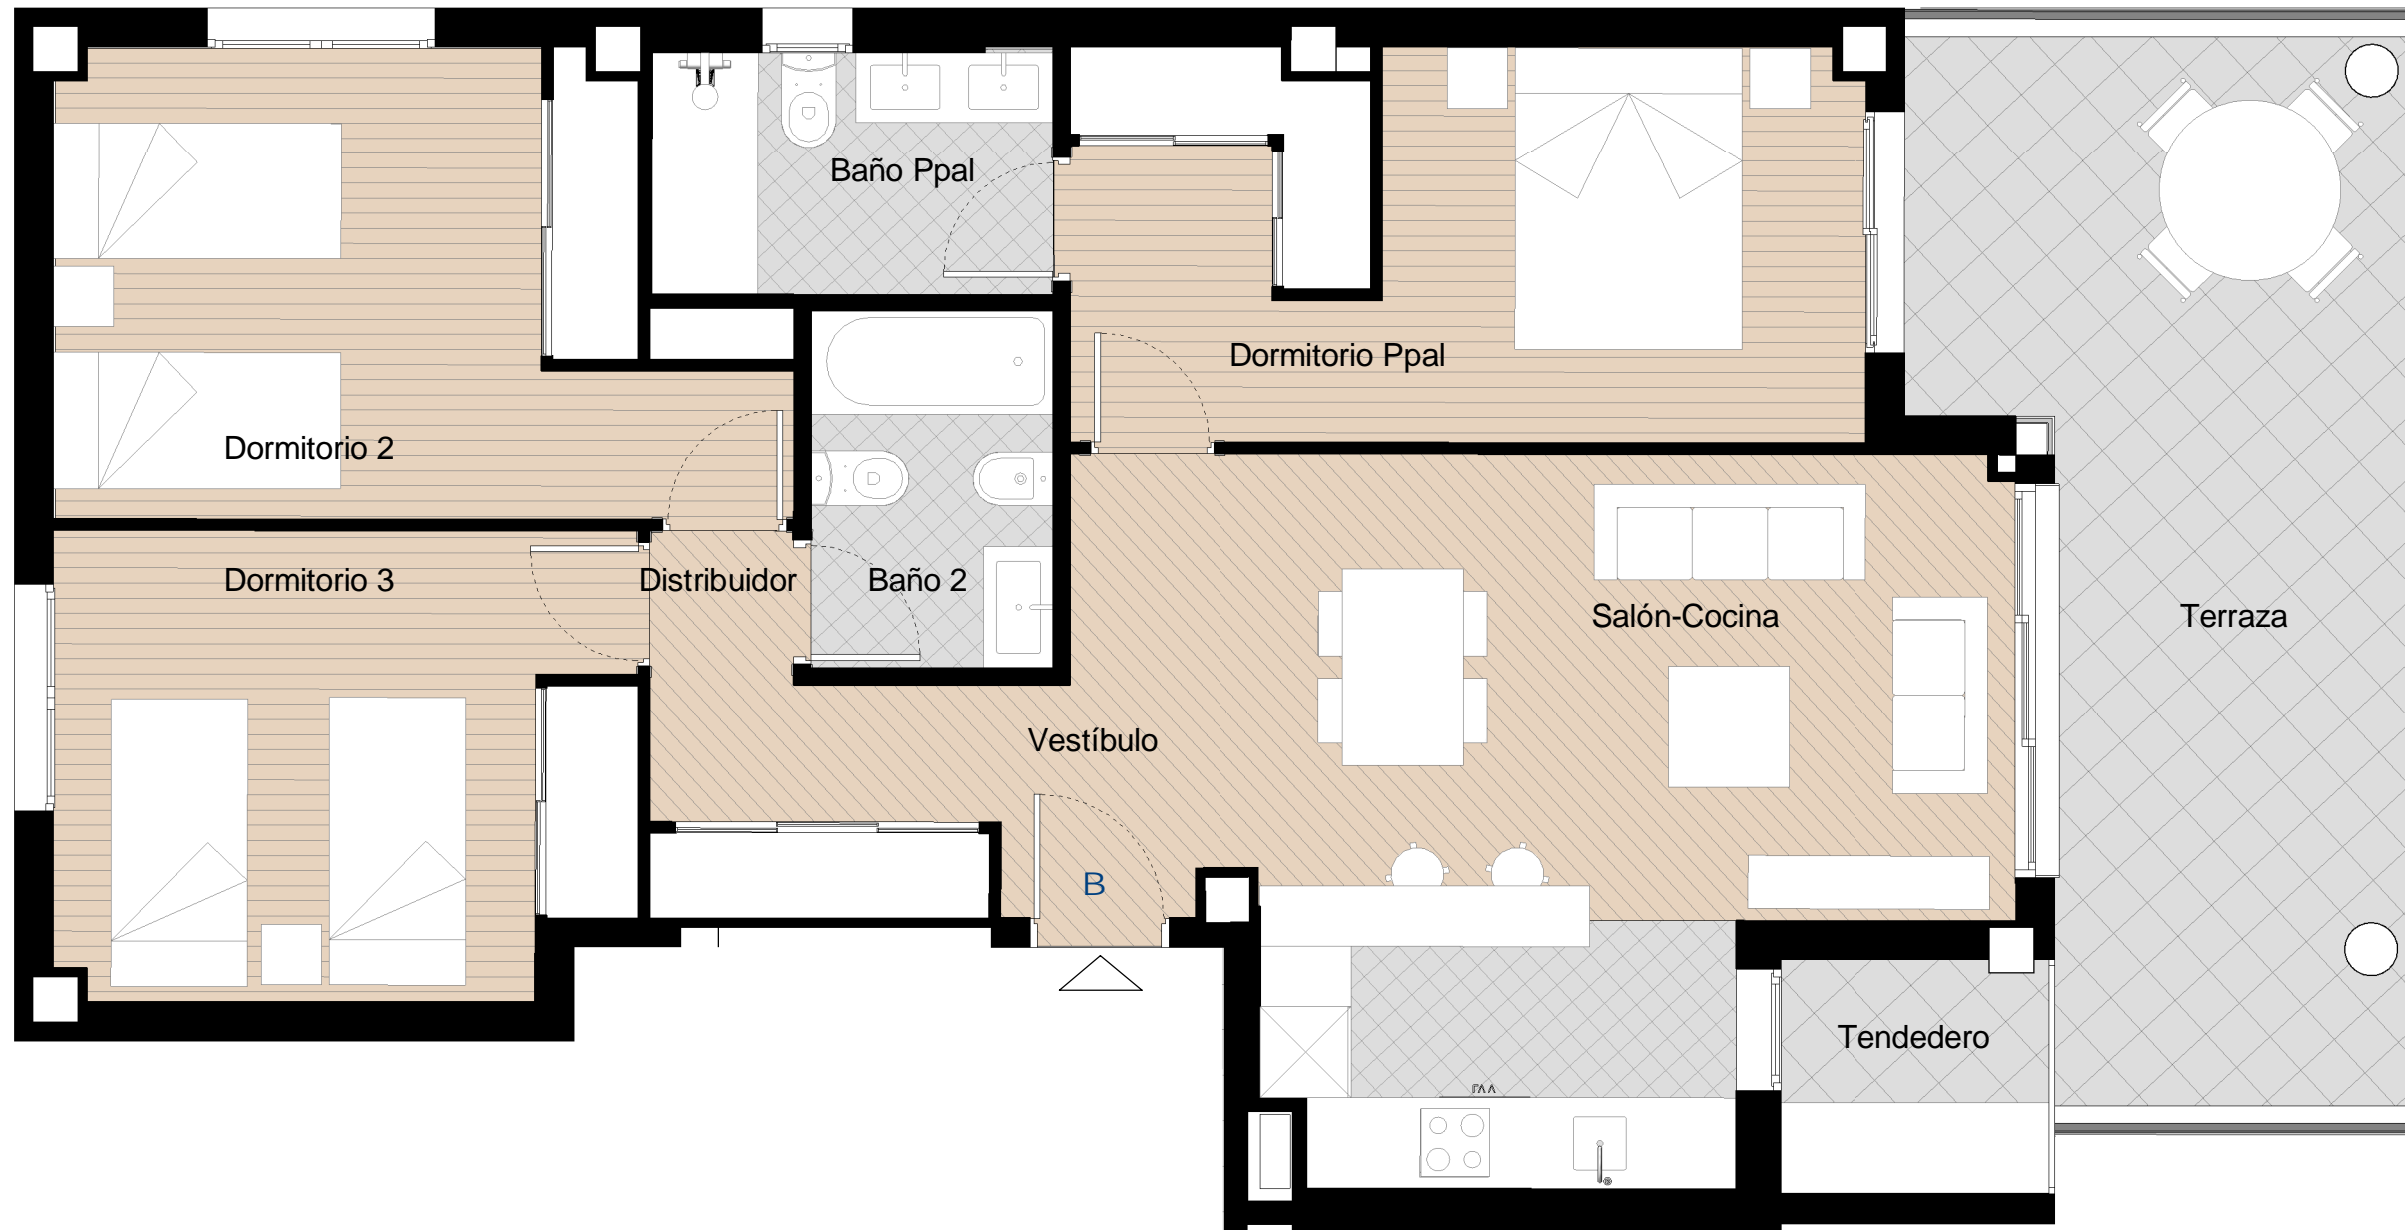 Baño Ppal
Dormitorio Ppal
Dormitorio 2
Dormitorio 3
Distribuidor
Baño 2
Salón-Cocina
Terraza
Vestíbulo
B
Tendedero